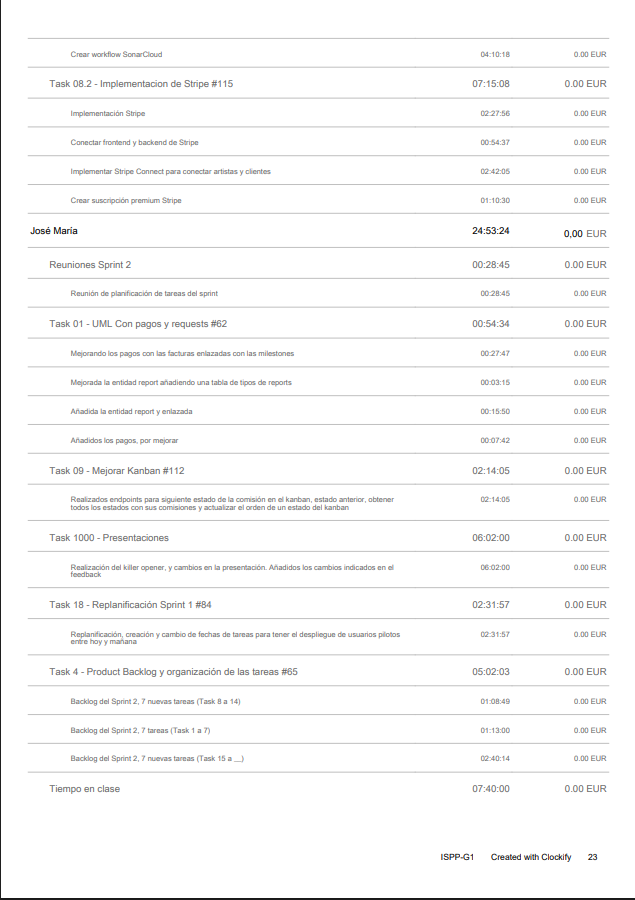 Crear workflow SonarCloud 04:10:18 0.00 EUR
Task 08.2 - Implementacion de Stripe #115 07:15:08 0.00 EUR
Implementación Stripe 02:27:56 0.00 EUR
Conectar frontend y backend de Stripe 00:54:37 0.00 EUR
Implementar Stripe Connect para conectar artistas y clientes 02:42:05 0.00 EUR
Crear suscripción premium Stripe 01:10:30 0.00 EUR
José María 24:53:24 0,00 EUR
Reuniones Sprint 2 00:28:45 0.00 EUR
Reunión de planificación de tareas del sprint 00:28:45 0.00 EUR
Task 01 - UML Con pagos y requests #62 00:54:34 0.00 EUR
Mejorando los pagos con las facturas enlazadas con las milestones 00:27:47 0.00 EUR
Mejorada la entidad report añadiendo una tabla de tipos de reports 00:03:15 0.00 EUR
Añadida la entidad report y enlazada 00:15:50 0.00 EUR
Añadidos los pagos, por mejorar 00:07:42 0.00 EUR
Task 09 - Mejorar Kanban #112 02:14:05 0.00 EUR
Realizados endpoints para siguiente estado de la comisión en el kanban, estado anterior, obtener 02:14:05 0.00 EUR
todos los estados con sus comisiones y actualizar el orden de un estado del kanban
Task 1000 - Presentaciones 06:02:00 0.00 EUR
Realización del killer opener, y cambios en la presentación. Añadidos los cambios indicados en el 06:02:00 0.00 EUR
feedback
Task 18 - Replanificación Sprint 1 #84 02:31:57 0.00 EUR
Replanificación, creación y cambio de fechas de tareas para tener el despliegue de usuarios pilotos 02:31:57 0.00 EUR
entre hoy y mañana
Task 4 - Product Backlog y organización de las tareas #65 05:02:03 0.00 EUR
Backlog del Sprint 2, 7 nuevas tareas (Task 8 a 14) 01:08:49 0.00 EUR
Backlog del Sprint 2, 7 tareas (Task 1 a 7) 01:13:00 0.00 EUR
Backlog del Sprint 2, 7 nuevas tareas (Task 15 a __) 02:40:14 0.00 EUR
Tiempo en clase 07:40:00 0.00 EUR
ISPP-G1 Created with Clockify 23